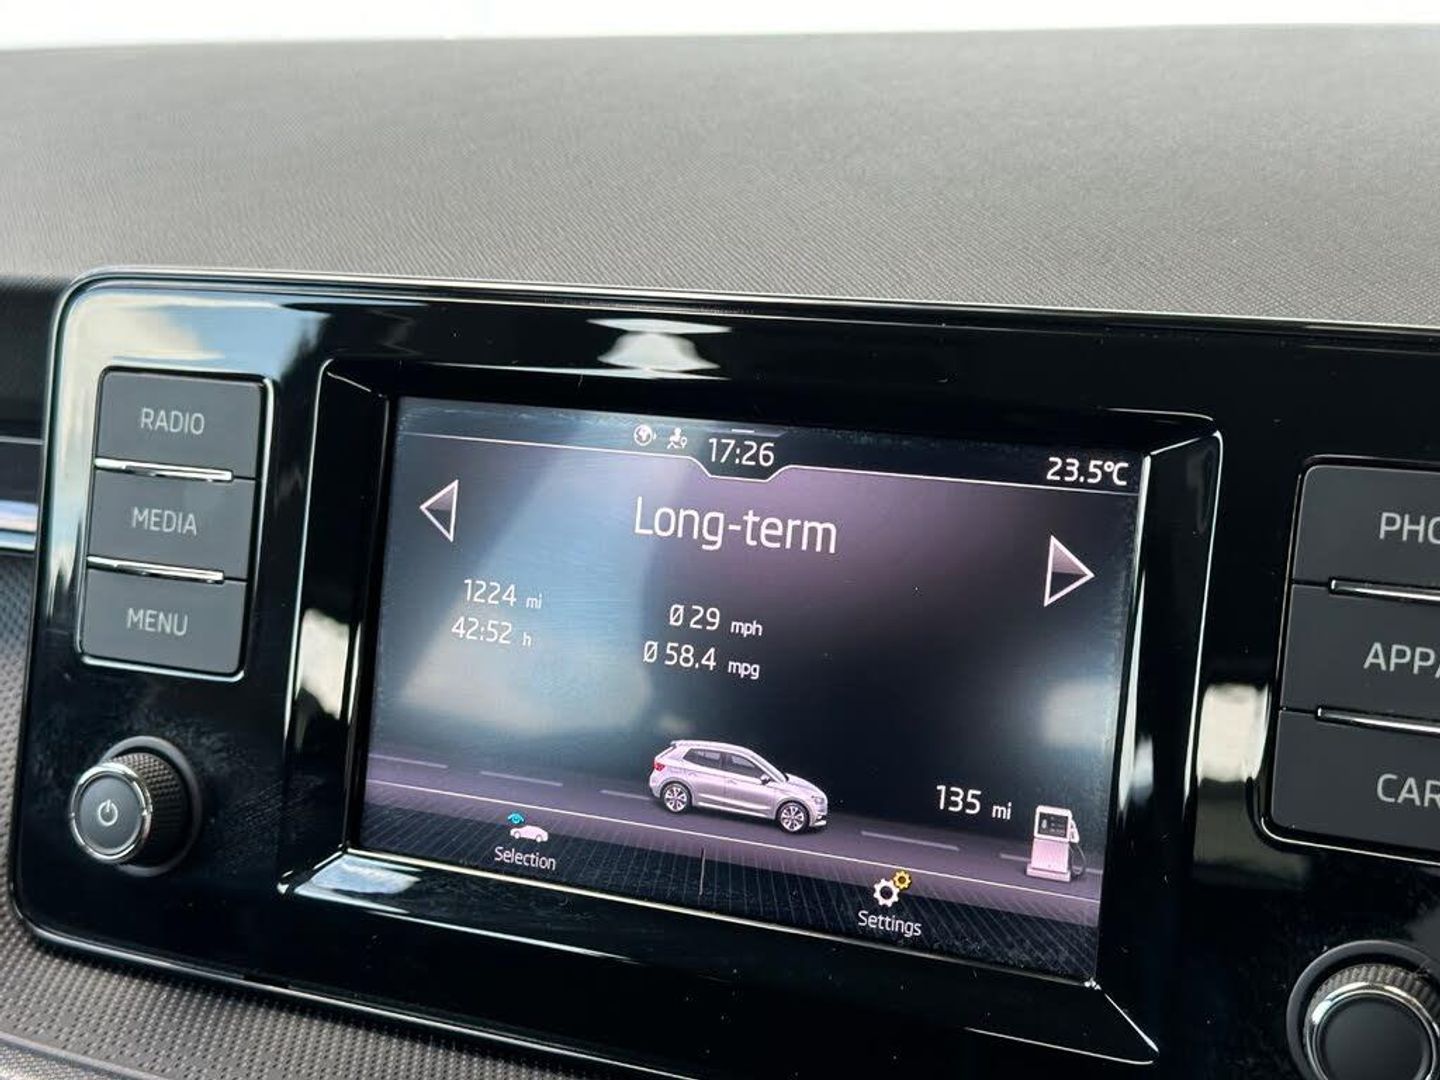 RADIO
MEDIA
MENU
17:26
23.5°C
Long-term
1224 mi
42:52 h
Ø 29 mph
Ø 58.4 mpg
135 mi
Selection
Settings
PHO
APP/
CAR